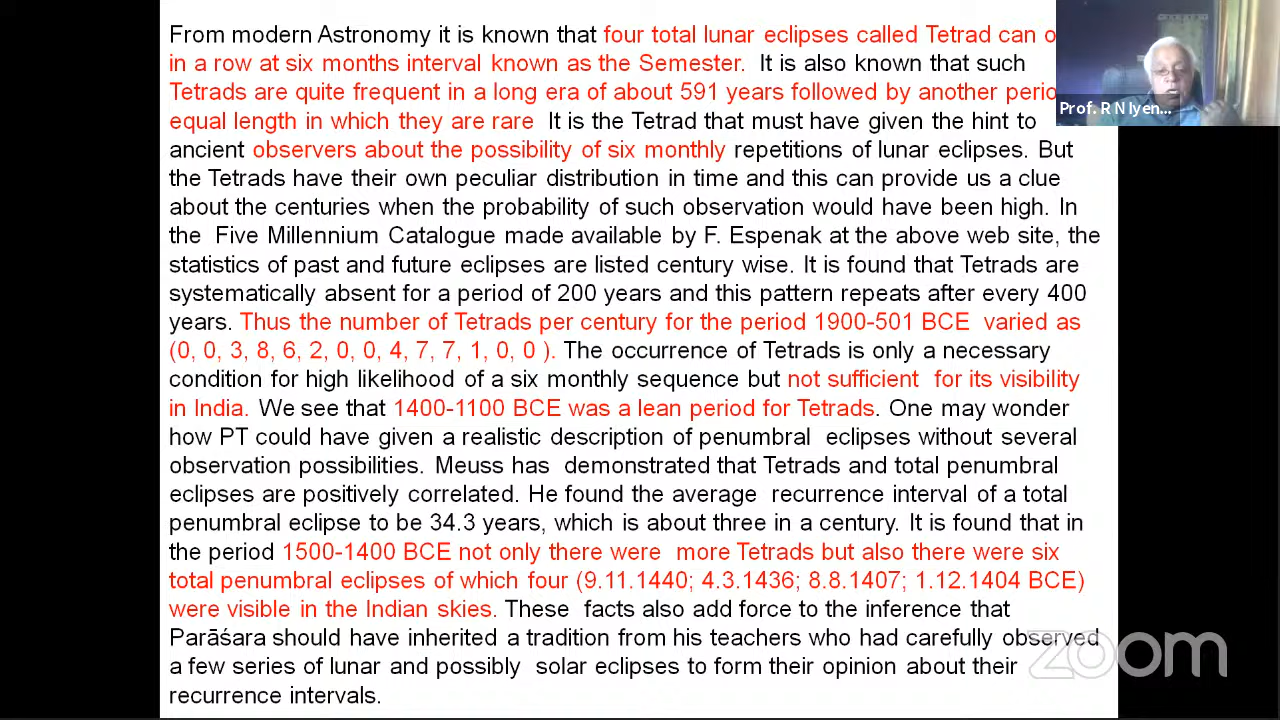 From modern Astronomy it is known that four total lunar eclipses called Tetrad can
in a row at six months interval known as the Semester. It is also known that such
Tetrads are quite frequent in a long era of about 591 years followed by another
equal length in which they are rare It is the Tetrad that must have given the hint to
ancient observers about the possibility of six monthly repetitions of lunar eclipses. But
the Tetrads have their own peculiar distribution in time and this can provide us a clue
about the centuries when the probability of such observation would have been high. In
the Five Millennium Catalogue made available by F. Espenak at the above web site, the
statistics of past and future eclipses are listed century wise. It is found that Tetrads are
systematically absent for a period of 200 years and this pattern repeats after every 400
years. Thus the number of Tetrads per century for the period 1900-501 BCE varied as
(0, 0, 3, 8, 6, 2, 0, 0, 4, 7, 7, 1, 0, 0 ). The occurrence of Tetrads is only a necessary
condition for high likelihood of a six monthly sequence but not sufficient for its visibility
in India. We see that 1400-1100 BCE was a lean period for Tetrads. One may wonder
how PT could have given a realistic description of penumbral eclipses without several
observation possibilities. Meuss has demonstrated that Tetrads and total penumbral
eclipses are positively correlated. He found the average recurrence interval of a total
penumbral eclipse to be 34.3 years, which is about three in a century. It is found that in
the period 1500-1400 BCE not only there were more Tetrads but also there were six
total penumbral eclipses of which four (9.11.1440; 4.3.1436; 8.8.1407; 1.12.1404 BCE)
were visible in the Indian skies. These facts also add force to the inference that
Parāśara should have inherited a tradition from his teachers who had carefully observed
a few series of lunar and possibly solar eclipses to form their opinion about their
recurrence intervals.
Prof. R N Iyen...
zoom